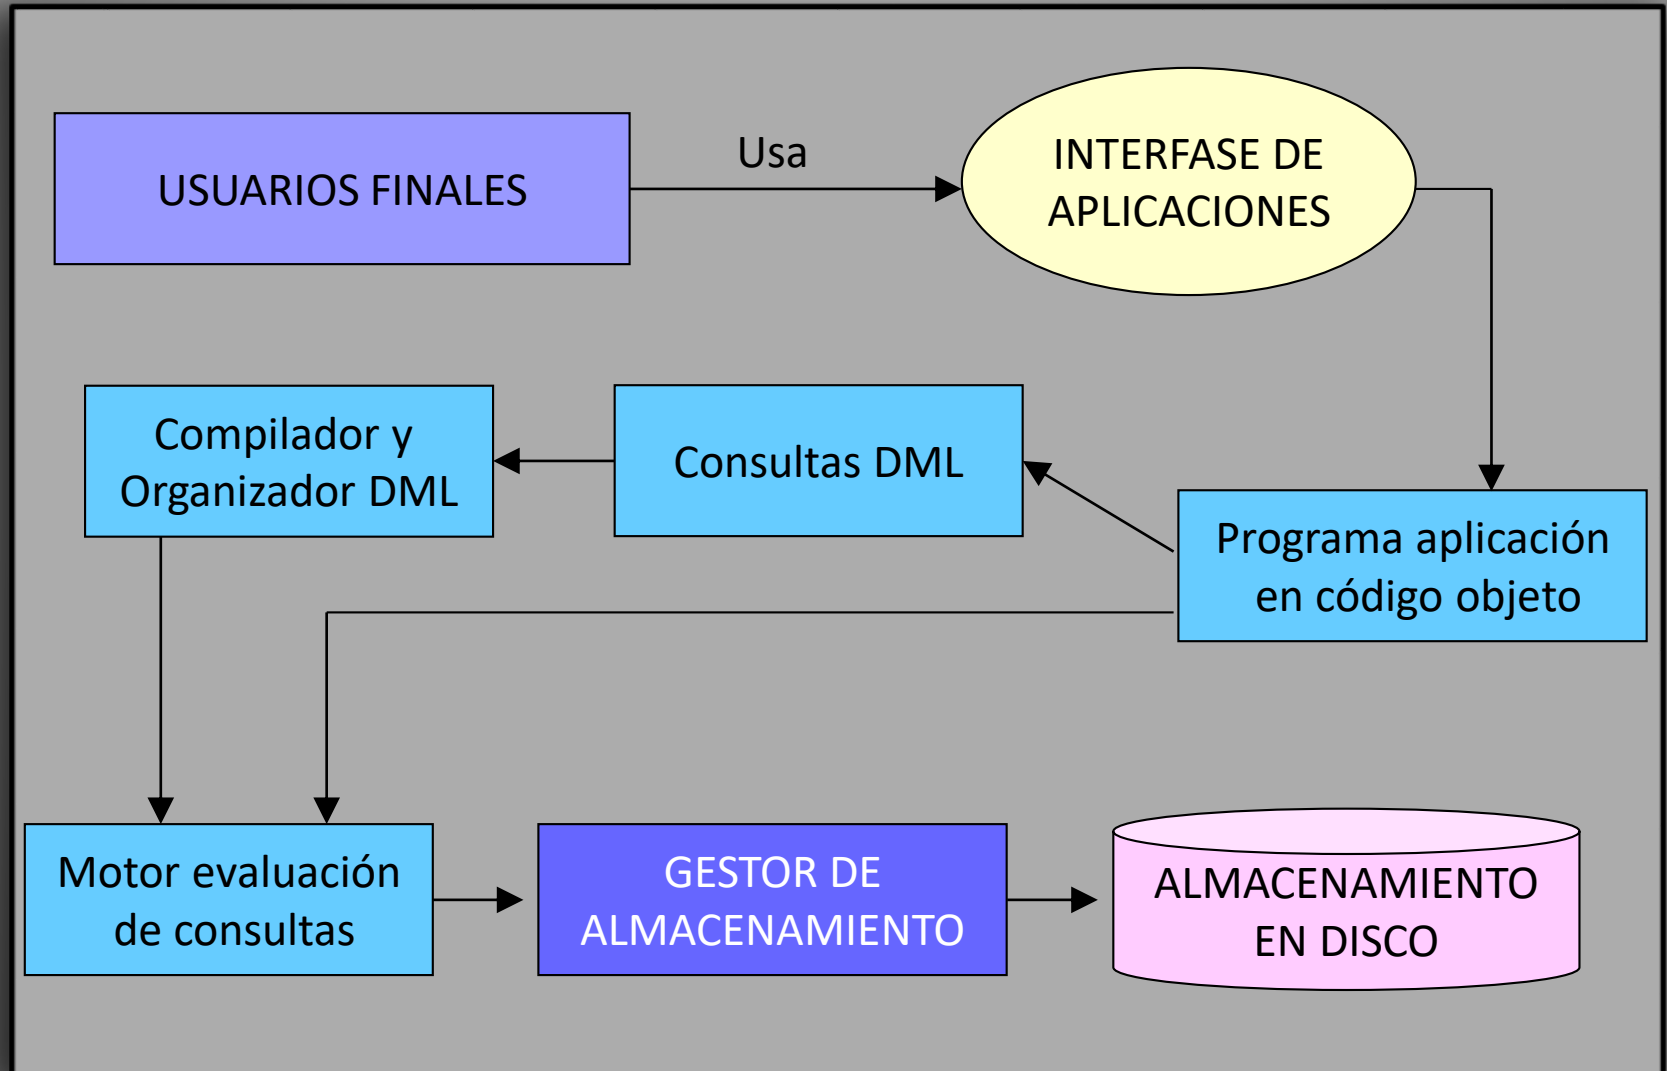 USUARIOS FINALES
Usa
INTERFASE DE
APLICACIONES
Compilador y
Organizador DML
Consultas DML
Programa aplicación
en código objeto
Motor evaluación
de consultas
GESTOR DE
ALMACENAMIENTO
ALMACENAMIENTO
EN DISCO